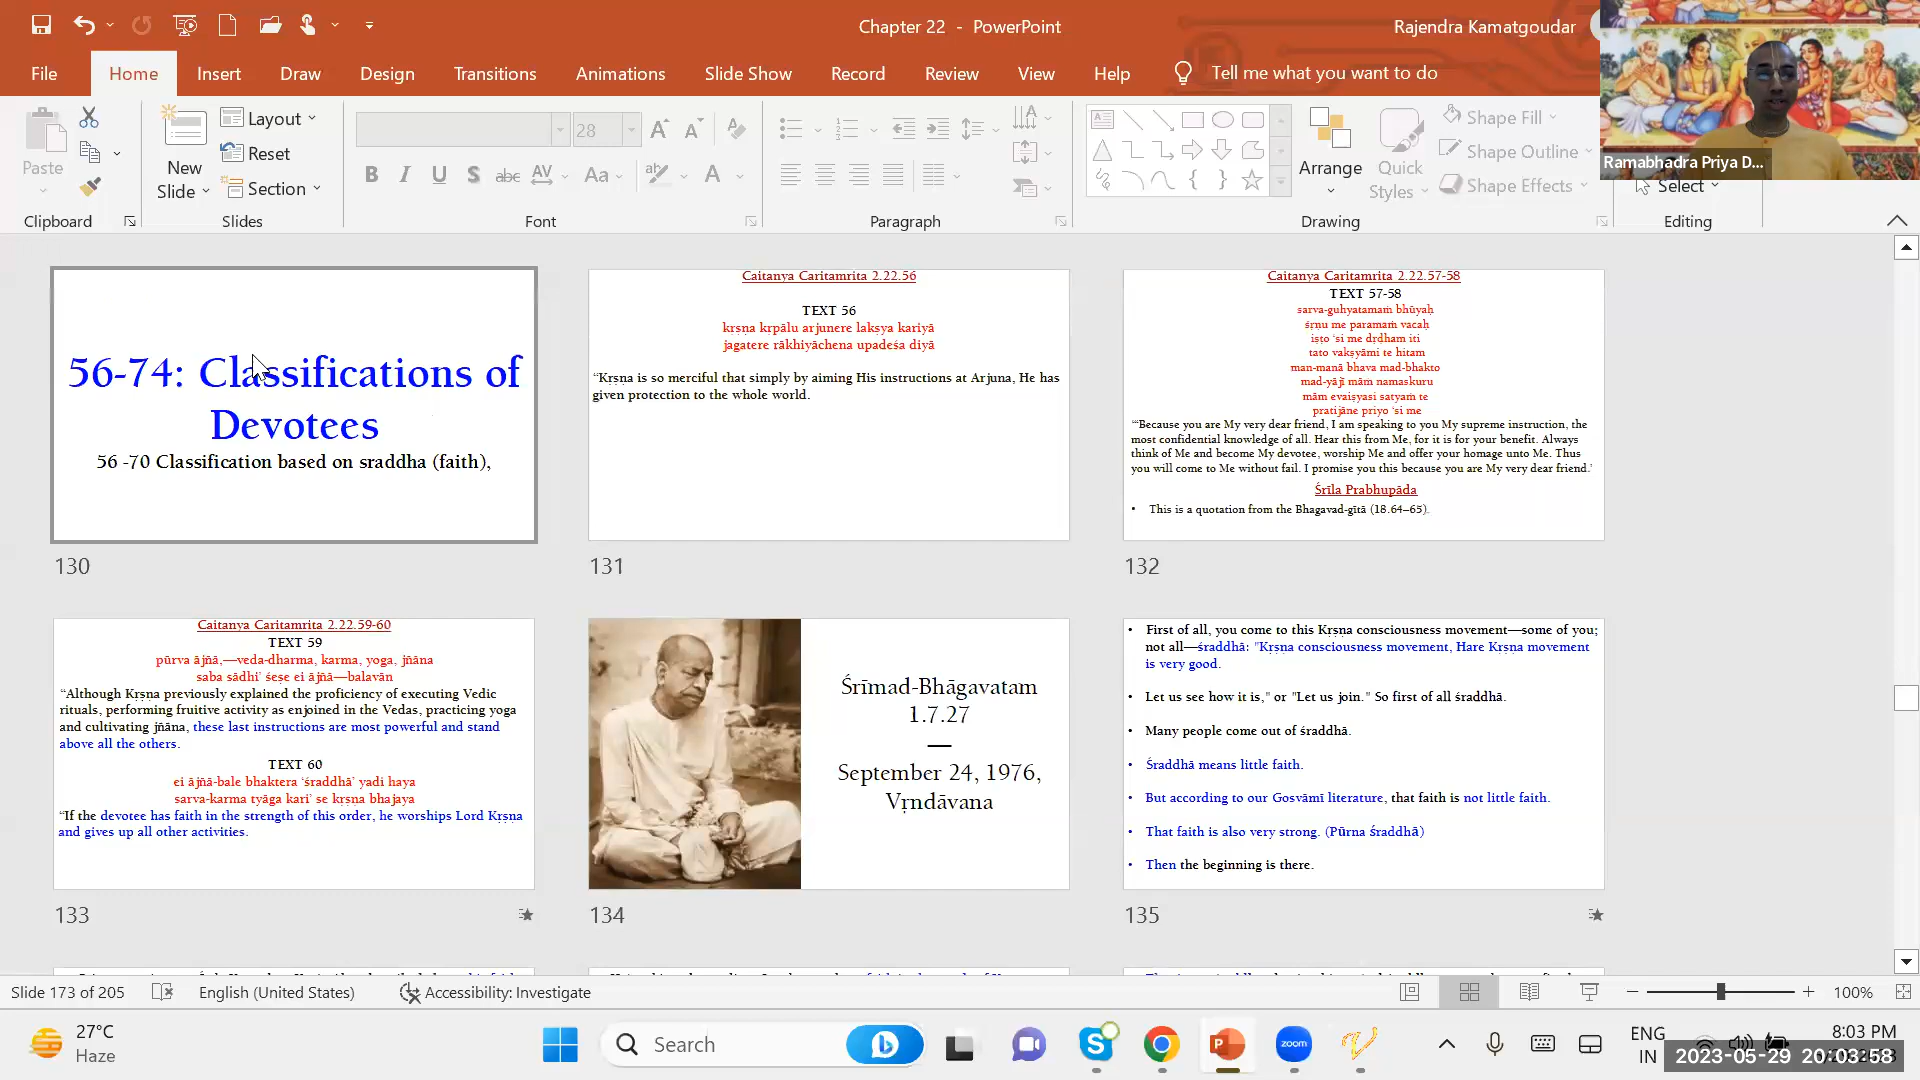 Chapter 22 - PowerPoint
Rajendra Kamatgoudar
File
Home
Insert
Draw
Design
Transitions
Animations
Slide Show
Record
Review
View
Help
Tell me what you want to do
Paste
New
Slide
Layout
Reset
Section
28
B I U S abc AV Aa A
Arrange
Quick
Styles
Shape Fill
Shape Outline
Shape Effects
Select
Ramabhadra Priya D...
Clipboard
Slides
Font
Paragraph
Drawing
Editing
56-74: Classifications of
Devotees
56 -70 Classification based on sraddha (faith),
130
Caitanya Caritamrita 2.22.56
TEXT 56
kṛṣṇa kṛpālu arjunere lakṣya kariyā
jagatere rākhiyāchena upadeśa diyā
“Kṛṣṇa is so merciful that simply by aiming His instructions at Arjuna, He has
given protection to the whole world.
131
Caitanya Caritamrita 2.22.57-58
TEXT 57-58
sarva-guhyatamaṁ bhūyaḥ
śṛṇu me paramaṁ vacaḥ
iṣṭo ‘si me dṛḍham iti
tato vakṣyāmi te hitam
man-manā bhava mad-bhakto
mad-yājī mām namaskuru
mām evaiṣyasi satyaṁ te
pratijāne priyo ‘si me
“‘Because you are My very dear friend, I am speaking to you My supreme instruction, the
most confidential knowledge of all. Hear this from Me, for it is for your benefit. Always
think of Me and become My devotee, worship Me and offer your homage unto Me. Thus
you will come to Me without fail. I promise you this because you are My very dear friend.’
Śrīla Prabhupāda
• This is a quotation from the Bhagavad-gītā (18.64–65).
132
Caitanya Caritamrita 2.22.59-60
TEXT 59
pūrva ājñā,—veda-dharma, karma, yoga, jñāna
saba sādhi’ śeṣe ei ājñā—balavān
“Although Kṛṣṇa previously explained the proficiency of executing Vedic
rituals, performing fruitive activity as enjoined in the Vedas, practicing yoga
and cultivating jñāna, these last instructions are most powerful and stand
above all the others.
TEXT 60
ei ājñā-bale bhaktera ‘śraddhā’ yadi haya
sarva-karma tyāga kari’ se kṛṣṇa bhajaya
“If the devotee has faith in the strength of this order, he worships Lord Kṛṣṇa
and gives up all other activities.
133
Śrīmad-Bhāgavatam
1.7.27
—
September 24, 1976,
Vṛndāvana
134
• First of all, you come to this Kṛṣṇa consciousness movement—some of you;
not all—śraddhā: "Kṛṣṇa consciousness movement, Hare Kṛṣṇa movement
is very good.
• Let us see how it is," or "Let us join." So first of all śraddhā.
• Many people come out of śraddhā.
• Śraddhā means little faith.
• But according to our Gosvāmī literature, that faith is not little faith.
• That faith is also very strong. (Pūrna śraddhā)
• Then the beginning is there.
135
Slide 173 of 205
English (United States)
Accessibility: Investigate
100%
27°C
Haze
Search
zoom
ENG
IN
8:03 PM
2023-05-29 20:03:58